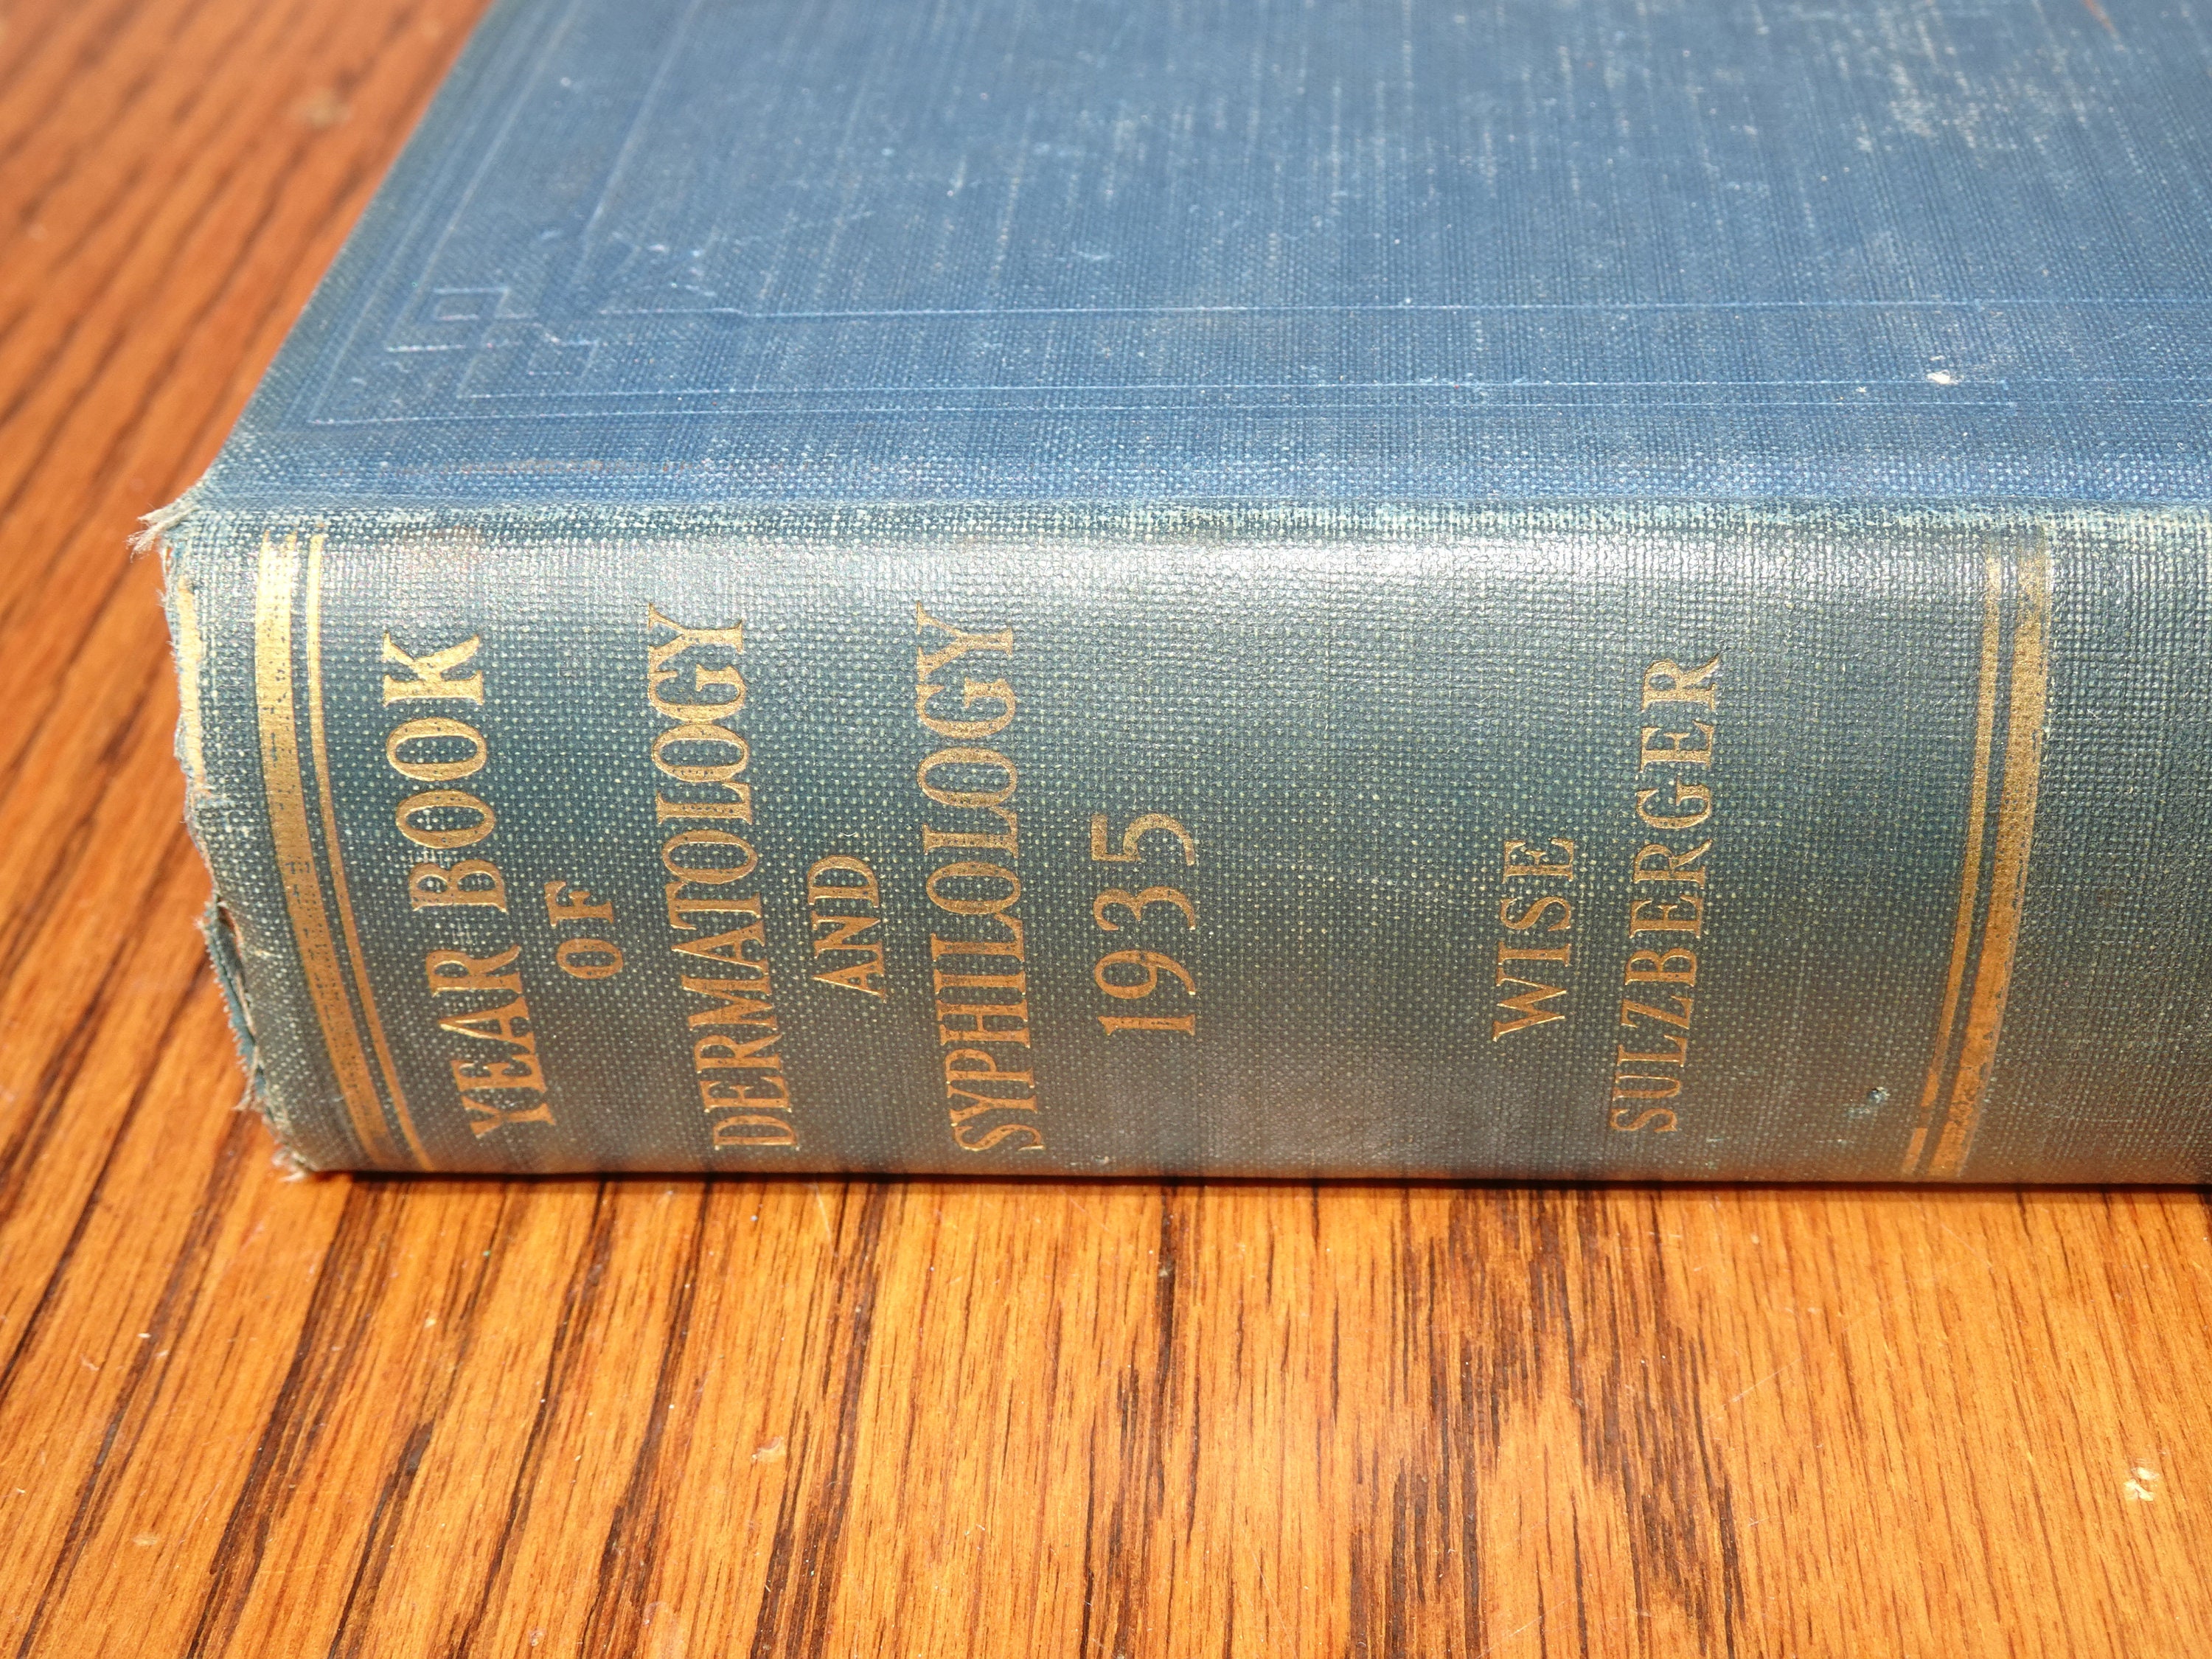 YEAR BOOK
OF
DERMATOLOGY
AND
SYPHILOLOGY
1935
WISE
SULZBERGER